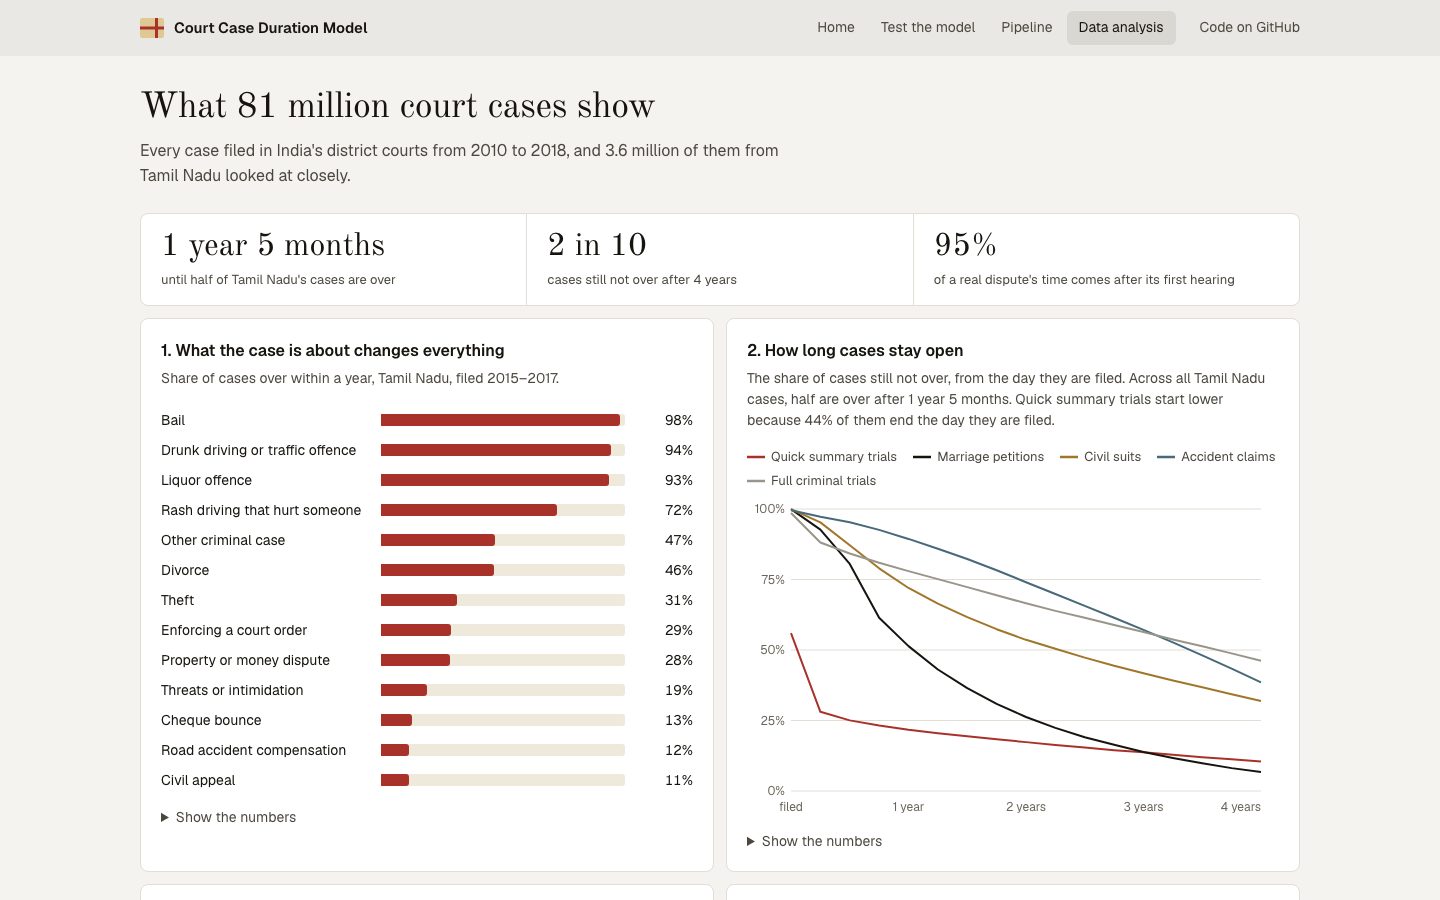 Court Case Duration Model
Home
Test the model
Pipeline
Data analysis
Code on GitHub
What 81 million court cases show
Every case filed in India's district courts from 2010 to 2018, and 3.6 million of them from
Tamil Nadu looked at closely.
1 year 5 months
until half of Tamil Nadu's cases are over
2 in 10
cases still not over after 4 years
95%
of a real dispute's time comes after its first hearing
1. What the case is about changes everything
Share of cases over within a year, Tamil Nadu, filed 2015–2017.
Bail 98%
Drunk driving or traffic offence 94%
Liquor offence 93%
Rash driving that hurt someone 72%
Other criminal case 47%
Divorce 46%
Theft 31%
Enforcing a court order 29%
Property or money dispute 28%
Threats or intimidation 19%
Cheque bounce 13%
Road accident compensation 12%
Civil appeal 11%
Show the numbers
2. How long cases stay open
The share of cases still not over, from the day they are filed. Across all Tamil Nadu
cases, half are over after 1 year 5 months. Quick summary trials start lower
because 44% of them end the day they are filed.
Quick summary trials
Marriage petitions
Civil suits
Accident claims
Full criminal trials
100%
75%
50%
25%
0%
filed
1 year
2 years
3 years
4 years
Show the numbers